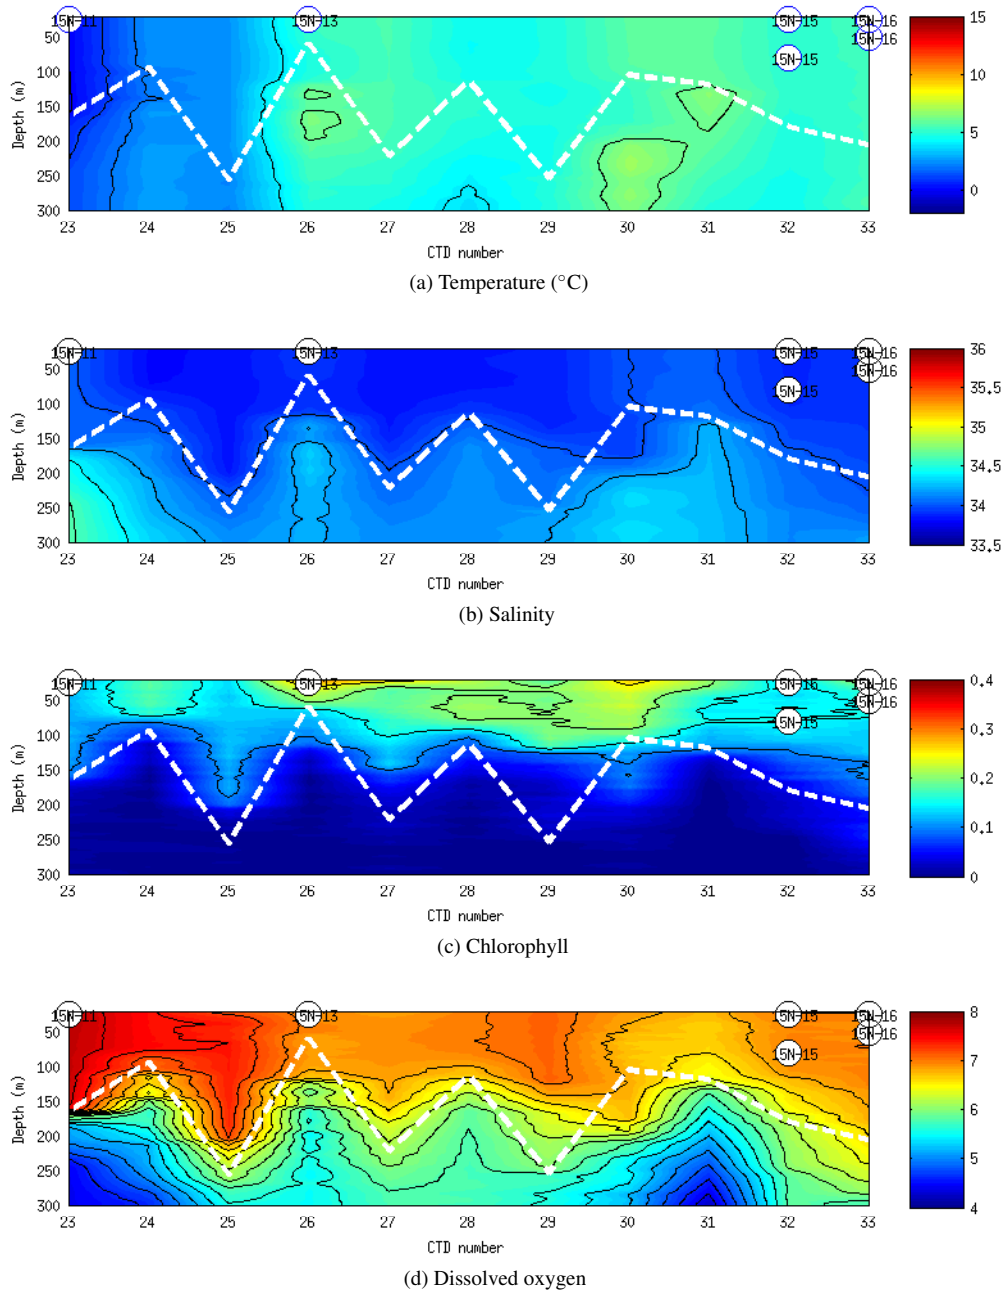 15N-11 15N-13 15N-15 15N-16
15N-16
15N-15
Depth (m)
50
100
150
200
250
300
23 24 25 26 27 28 29 30 31 32 33
CTD number
15
10
5
0
(a) Temperature (°C)
15N-11 15N-13 15N-15 15N-16
15N-16
15N-15
Depth (m)
50
100
150
200
250
300
23 24 25 26 27 28 29 30 31 32 33
CTD number
36
35.5
35
34.5
34
33.5
(b) Salinity
15N-11 15N-13 15N-15 15N-16
15N-16
15N-15
Depth (m)
50
100
150
200
250
300
23 24 25 26 27 28 29 30 31 32 33
CTD number
0.4
0.3
0.2
0.1
0
(c) Chlorophyll
15N-11 15N-13 15N-15 15N-16
15N-16
15N-15
Depth (m)
50
100
150
200
250
300
23 24 25 26 27 28 29 30 31 32 33
CTD number
8
7
6
5
4
(d) Dissolved oxygen